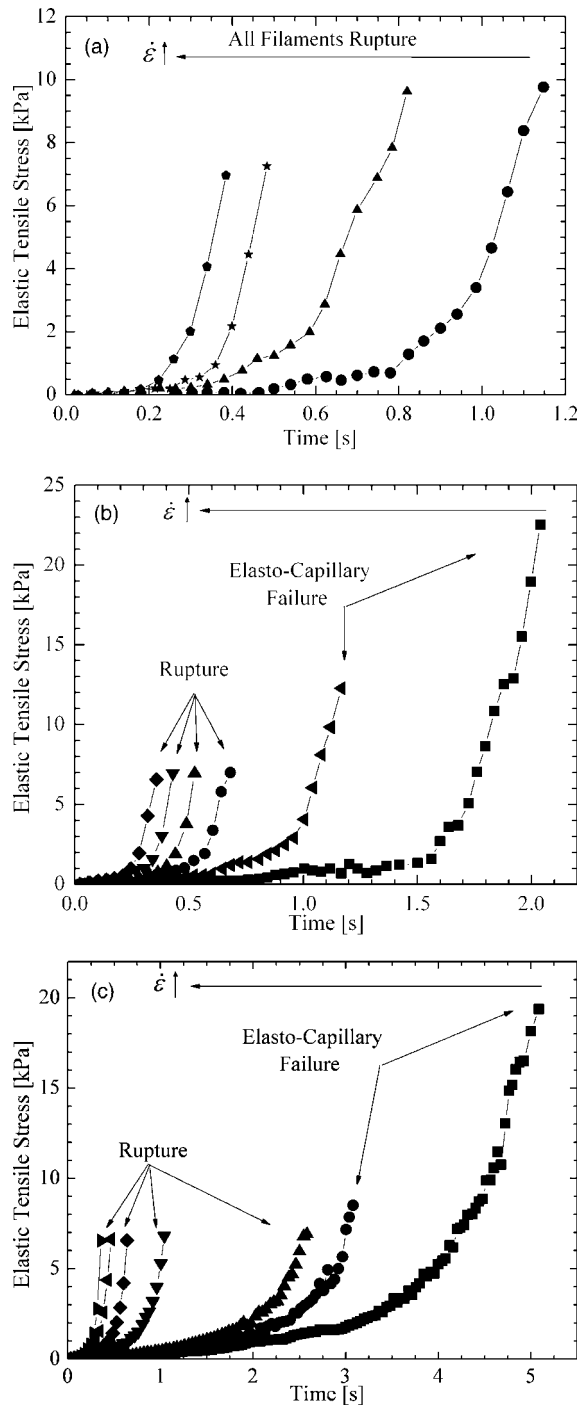 (a)
All Filaments Rupture
ε̇
Elastic Tensile Stress [kPa]
12
10
8
6
4
2
0
0.0 0.2 0.4 0.6 0.8 1.0 1.2
Time [s]
(b)
ε̇
Elasto-Capillary
Failure
Rupture
Elastic Tensile Stress [kPa]
25
20
15
10
5
0
0.0 0.5 1.0 1.5 2.0
Time [s]
(c)
ε̇
Elasto-Capillary
Failure
Rupture
Elastic Tensile Stress [kPa]
20
15
10
5
0
0 1 2 3 4 5
Time [s]